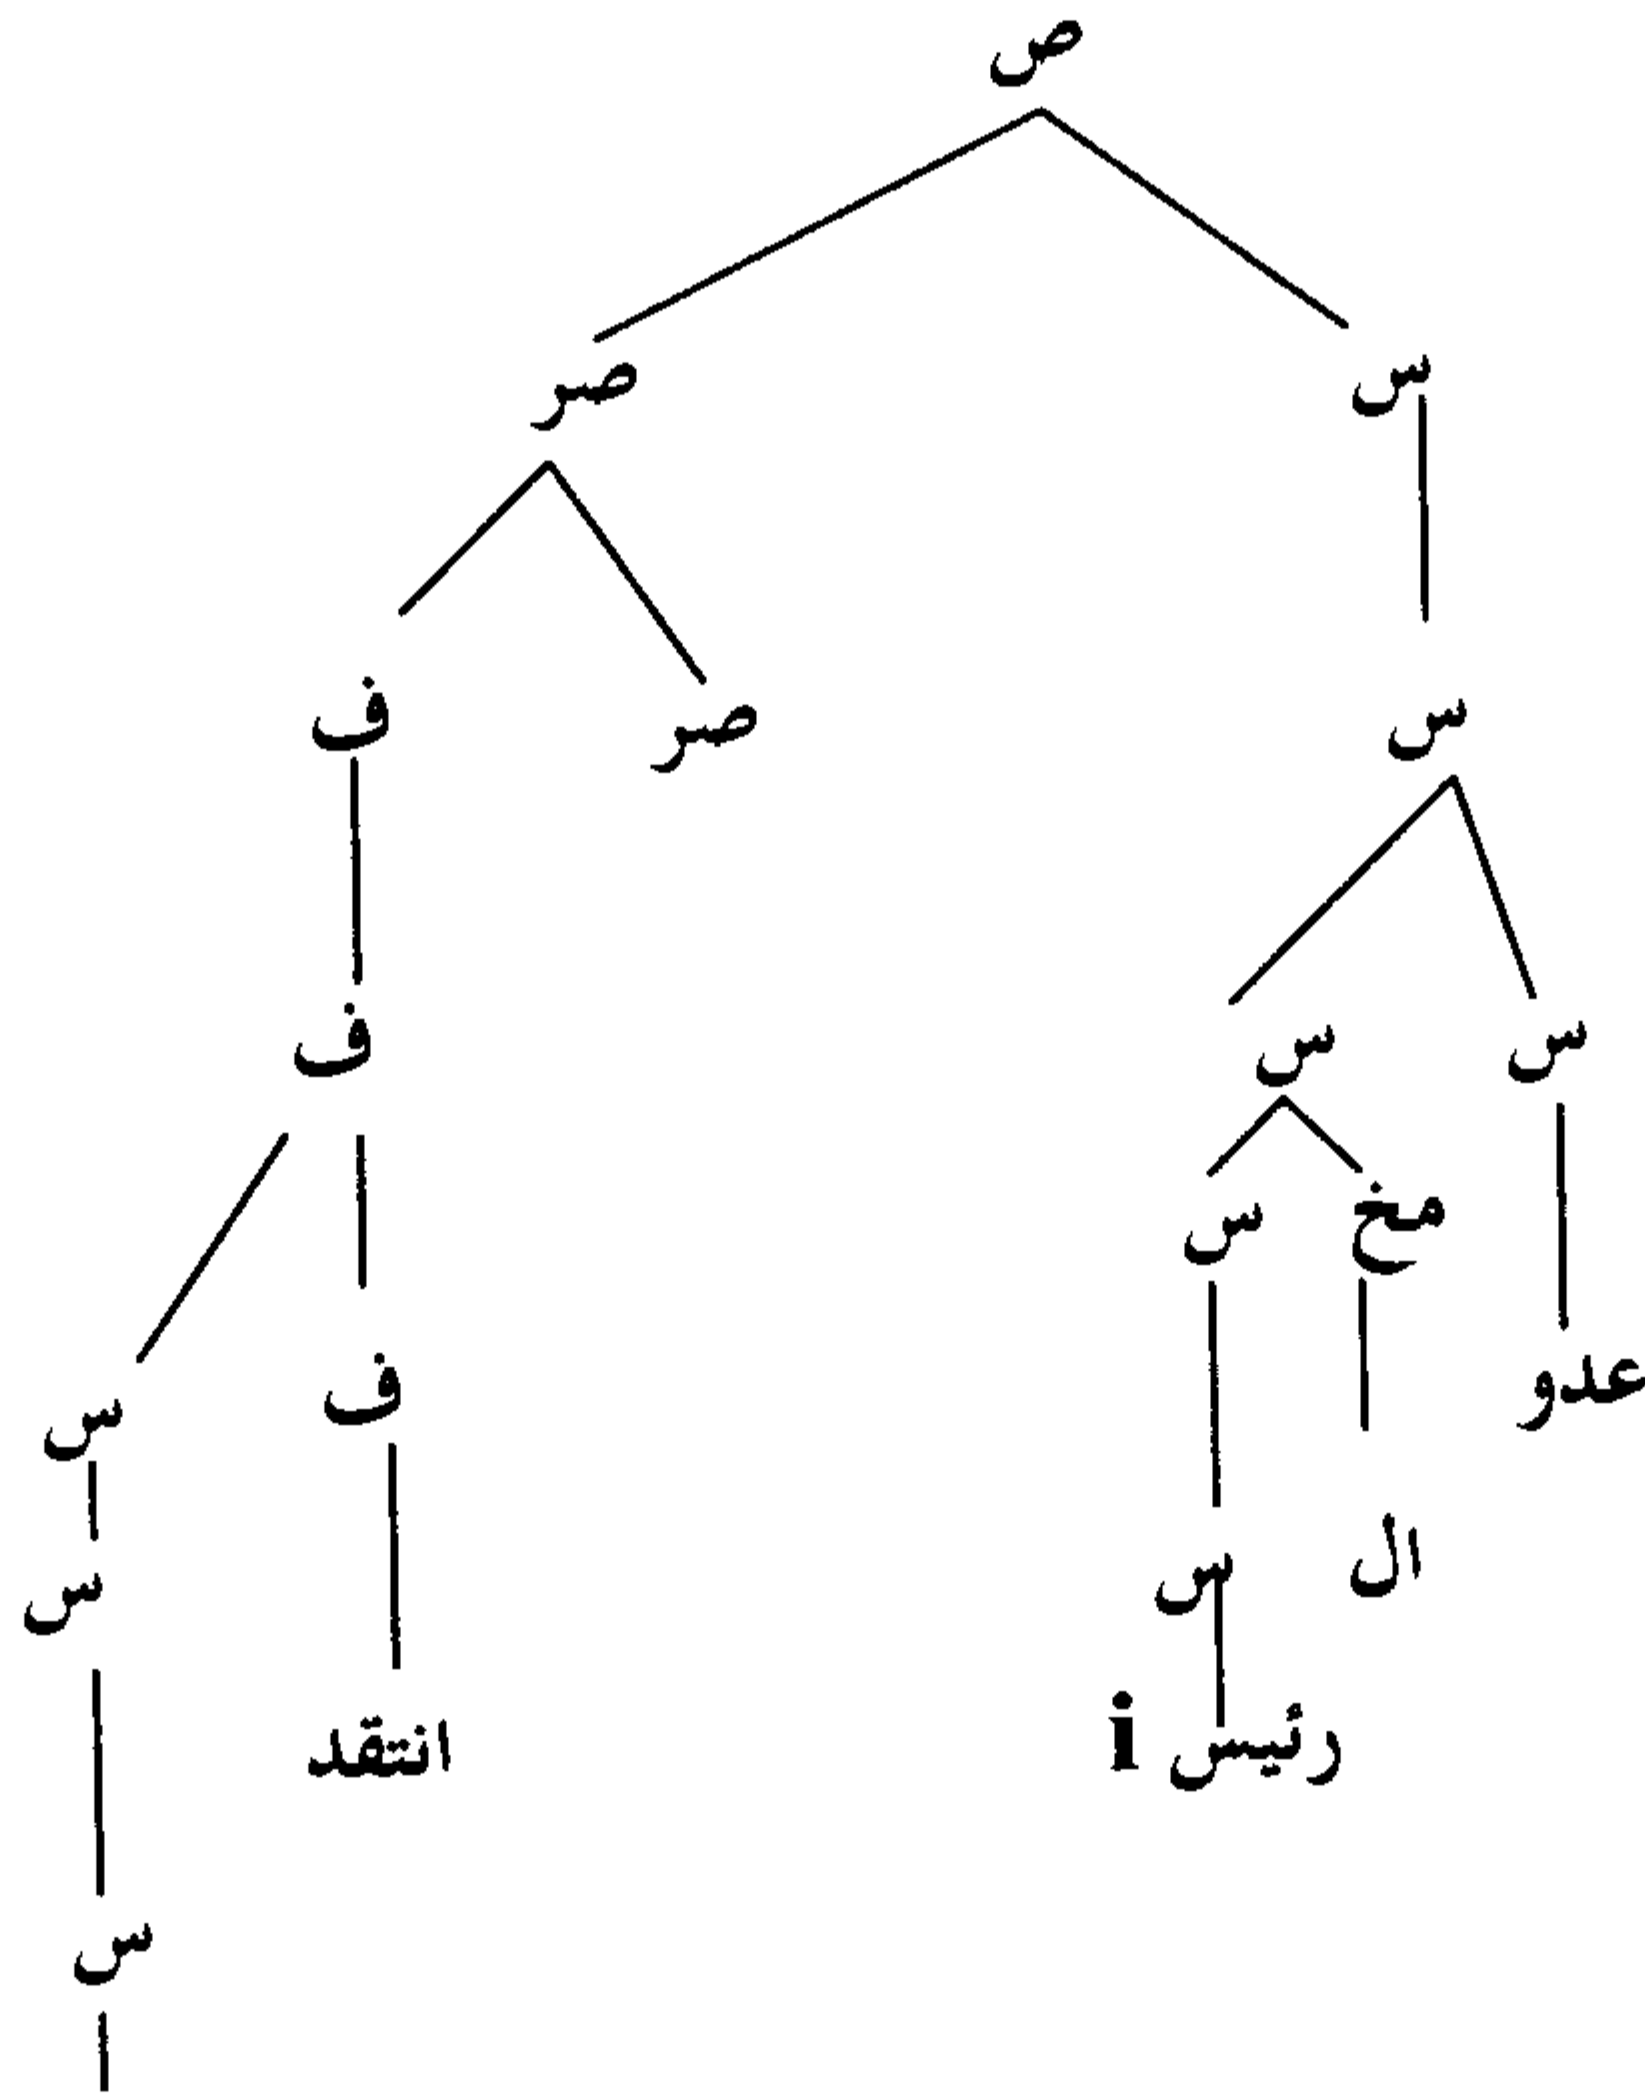 ص
س صر
س صر ف
س س ف
مخ س
عدو ف س
ال س س
رئيس i انتقد
س